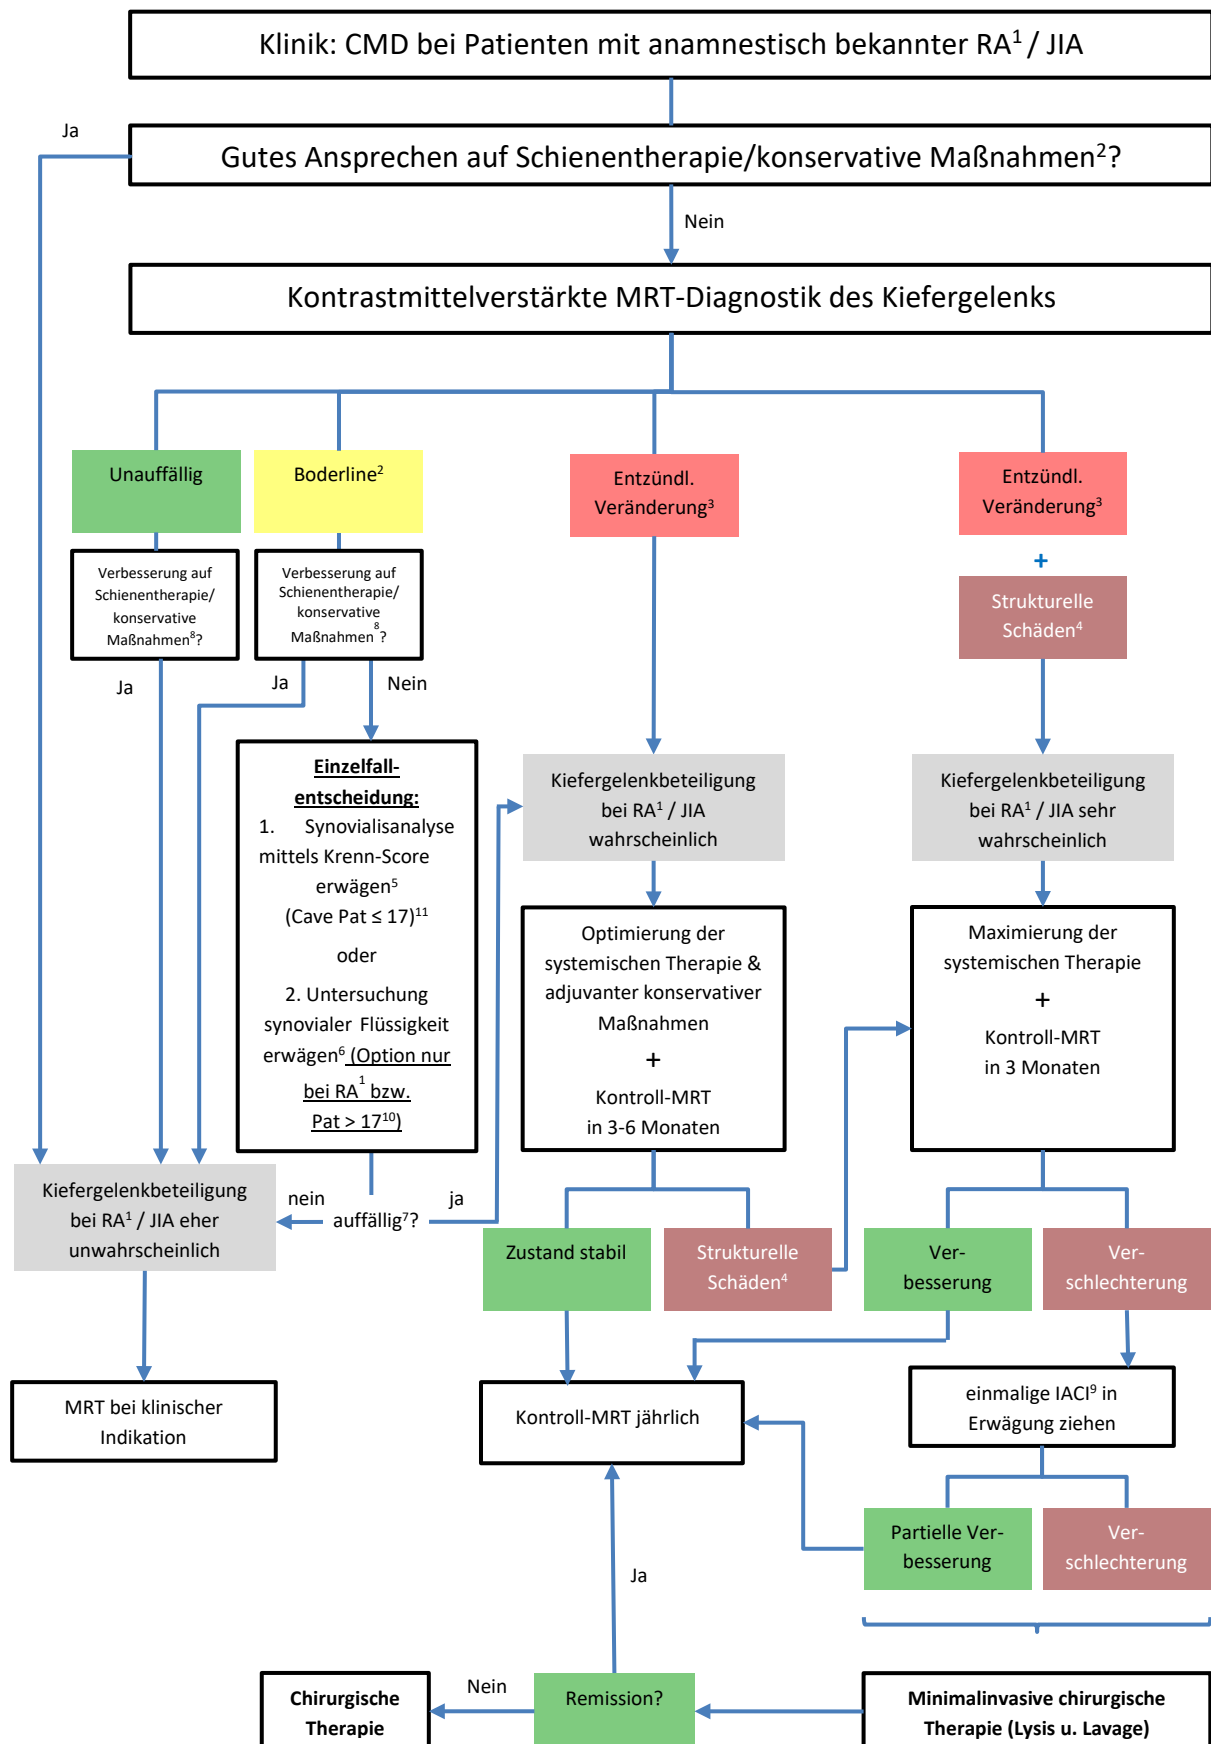 Klinik: CMD bei Patienten mit anamnestisch bekannter RA¹ / JIA
Ja
Gutes Ansprechen auf Schienentherapie/konservative Maßnahmen²?
Nein
Kontrastmittelverstärkte MRT-Diagnostik des Kiefergelenks
Unauffällig
Boderline²
Entzündl.
Veränderung³
Entzündl.
Veränderung³
+
Strukturelle
Schäden⁴
Verbesserung auf
Schienentherapie/
konservative
Maßnahmen⁸?
Verbesserung auf
Schienentherapie/
konservative
Maßnahmen⁸?
Ja
Ja
Nein
Einzelfall-
entscheidung:
1. Synovialisanalyse
mittels Krenn-Score
erwägen⁵
(Cave Pat ≤ 17)¹¹
oder
2. Untersuchung
synovialer Flüssigkeit
erwägen⁶ (Option nur
bei RA¹ bzw.
Pat > 17¹⁰)
Kiefergelenkbeteiligung
bei RA¹ / JIA
wahrscheinlich
Kiefergelenkbeteiligung
bei RA¹ / JIA sehr
wahrscheinlich
Optimierung der
systemischen Therapie &
adjuvanter konservativer
Maßnahmen
+
Kontroll-MRT
in 3-6 Monaten
Maximierung der
systemischen Therapie
+
Kontroll-MRT
in 3 Monaten
Kiefergelenkbeteiligung
bei RA¹ / JIA eher
unwahrscheinlich
nein
auffällig⁷?
ja
Zustand stabil
Strukturelle
Schäden⁴
Ver-
besserung
Ver-
schlechterung
MRT bei klinischer
Indikation
Kontroll-MRT jährlich
einmalige IACI⁹ in
Erwägung ziehen
Partielle Ver-
besserung
Ver-
schlechterung
Ja
Chirurgische
Therapie
Nein
Remission?
Minimalinvasive chirurgische
Therapie (Lysis u. Lavage)